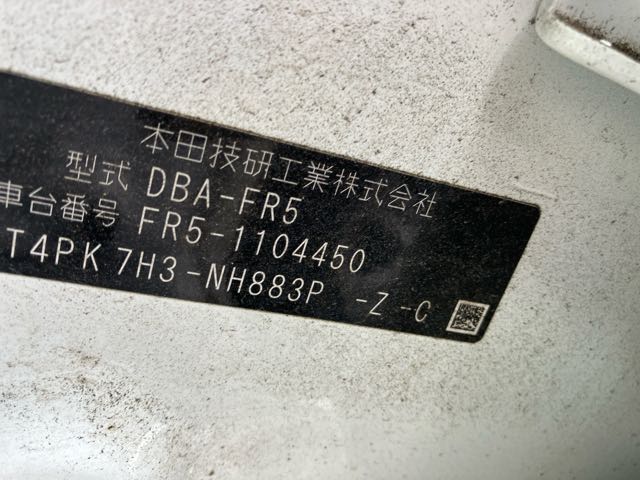 本田技研工業株式会社
型式 DBA-FR5
車台番号 FR5-1104450
T4PK 7H3-NH883P -Z -C